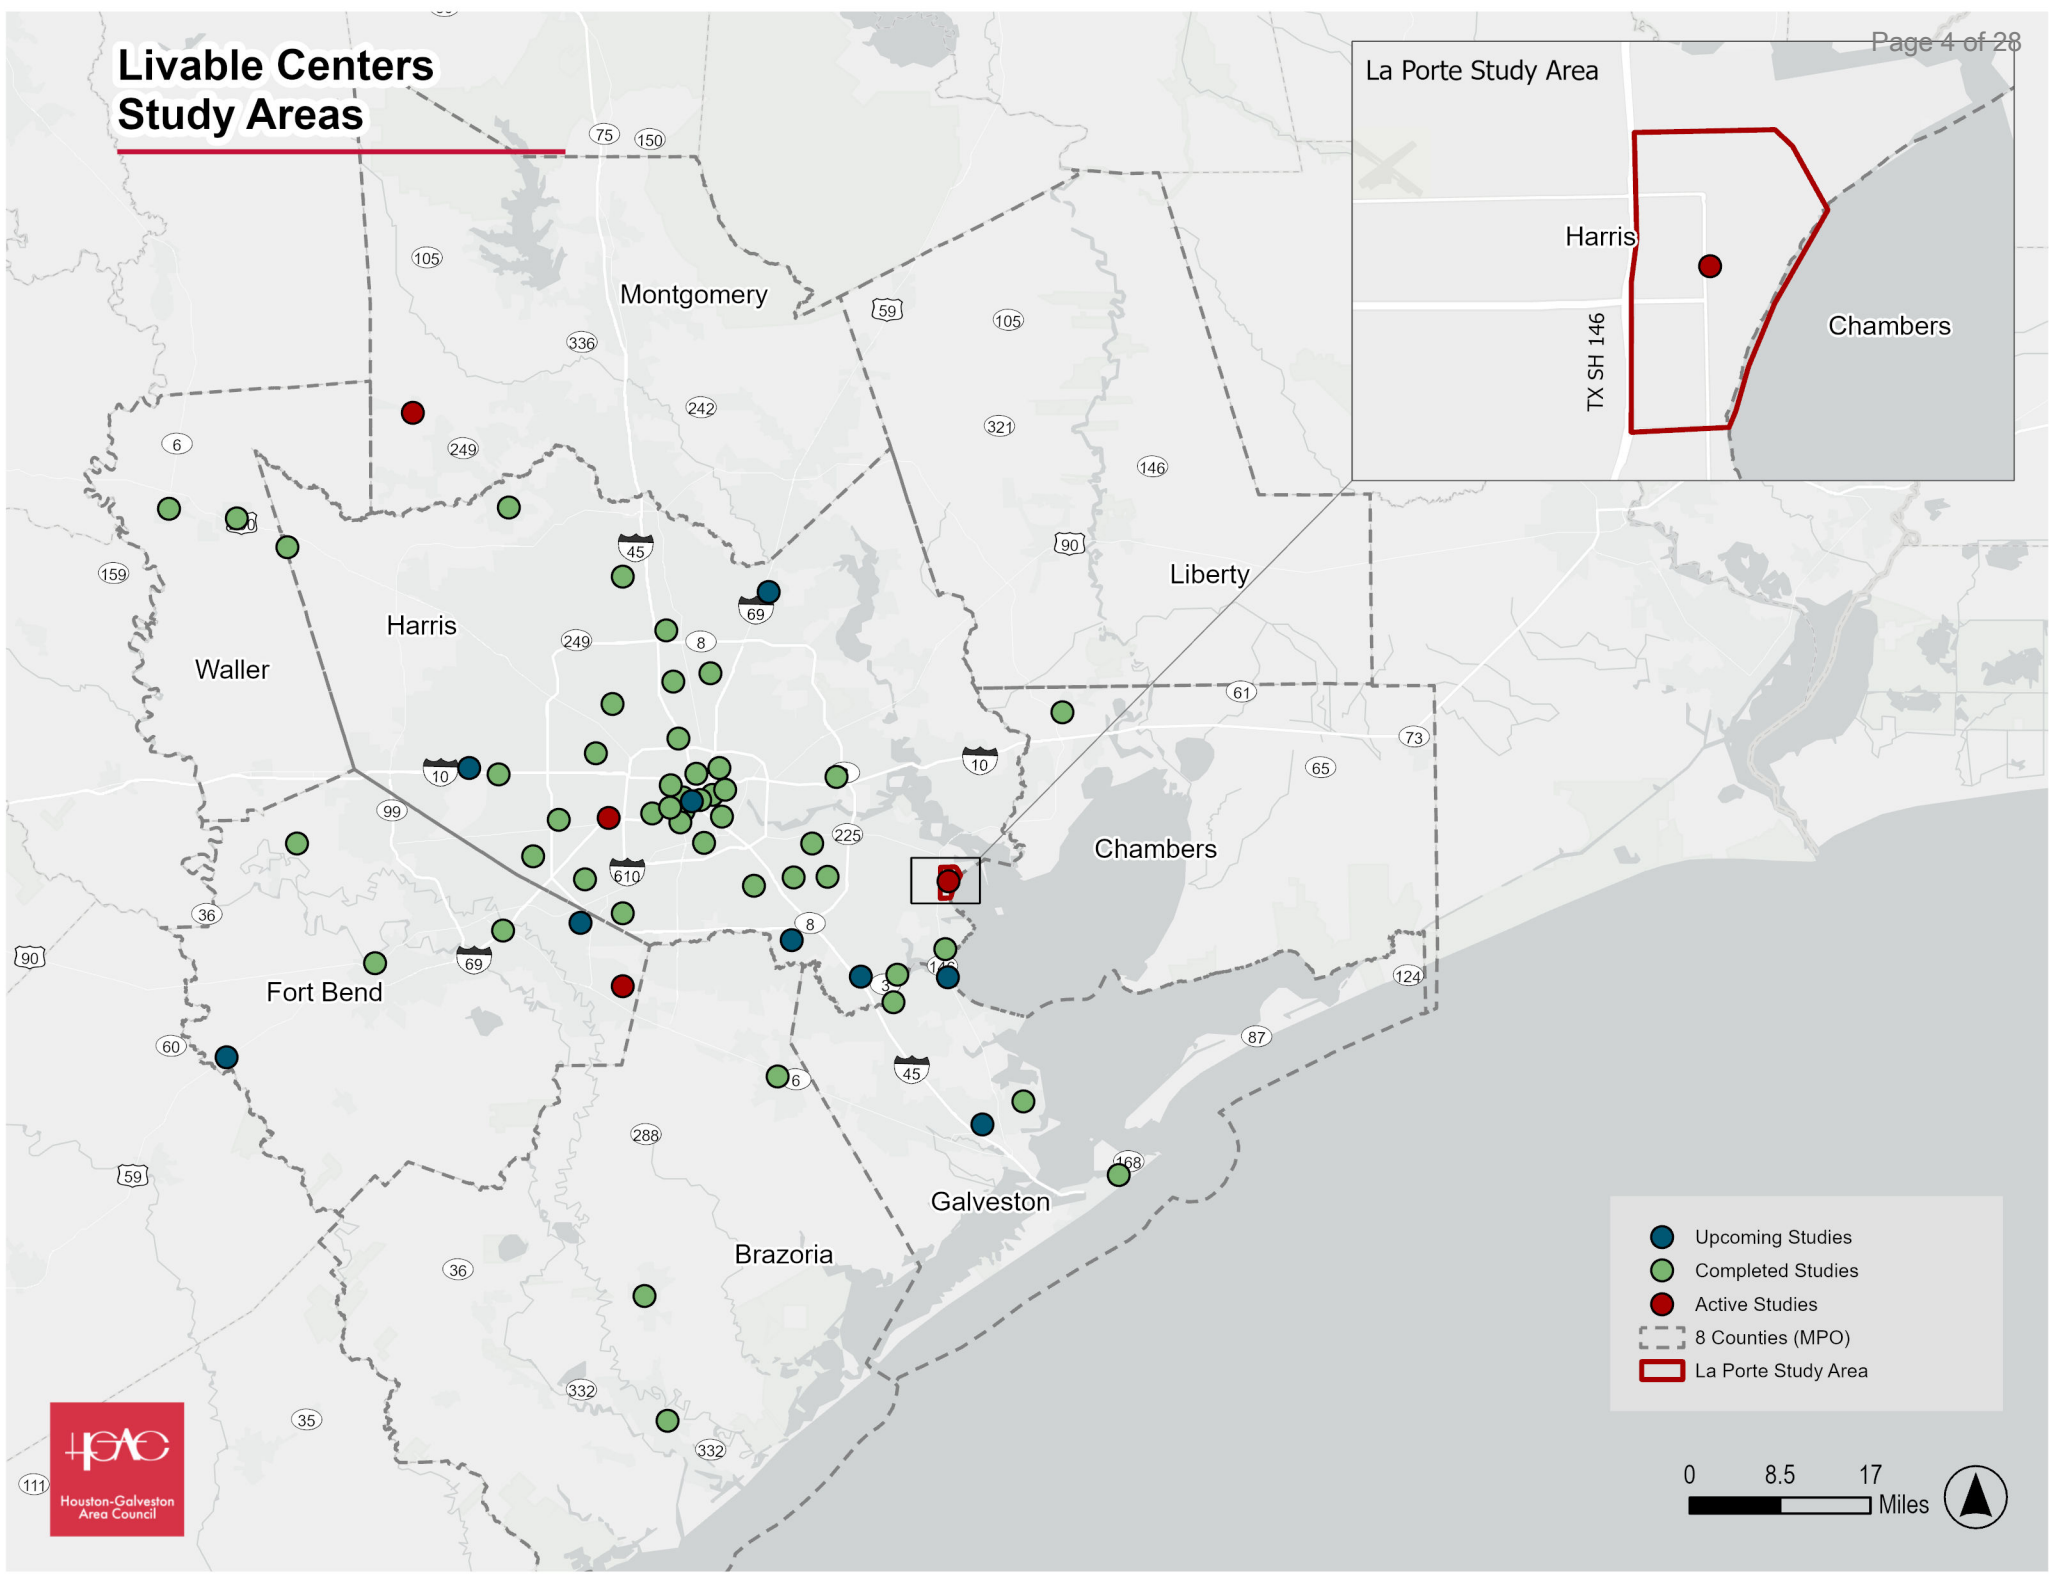 Page 4 of 28
Livable Centers
Study Areas
La Porte Study Area
Harris
Chambers
TX SH 146
75
150
105
Montgomery
59
105
336
242
321
249
6
146
45
90
159
Liberty
69
Harris
249
8
Waller
61
73
10
10
65
99
225
Chambers
610
36
8
90
69
124
Fort Bend
146
3
87
60
45
6
288
168
59
Galveston
Brazoria
36
332
35
332
111
Upcoming Studies
Completed Studies
Active Studies
8 Counties (MPO)
La Porte Study Area
0 8.5 17
Miles
HGAC
Houston-Galveston
Area Council